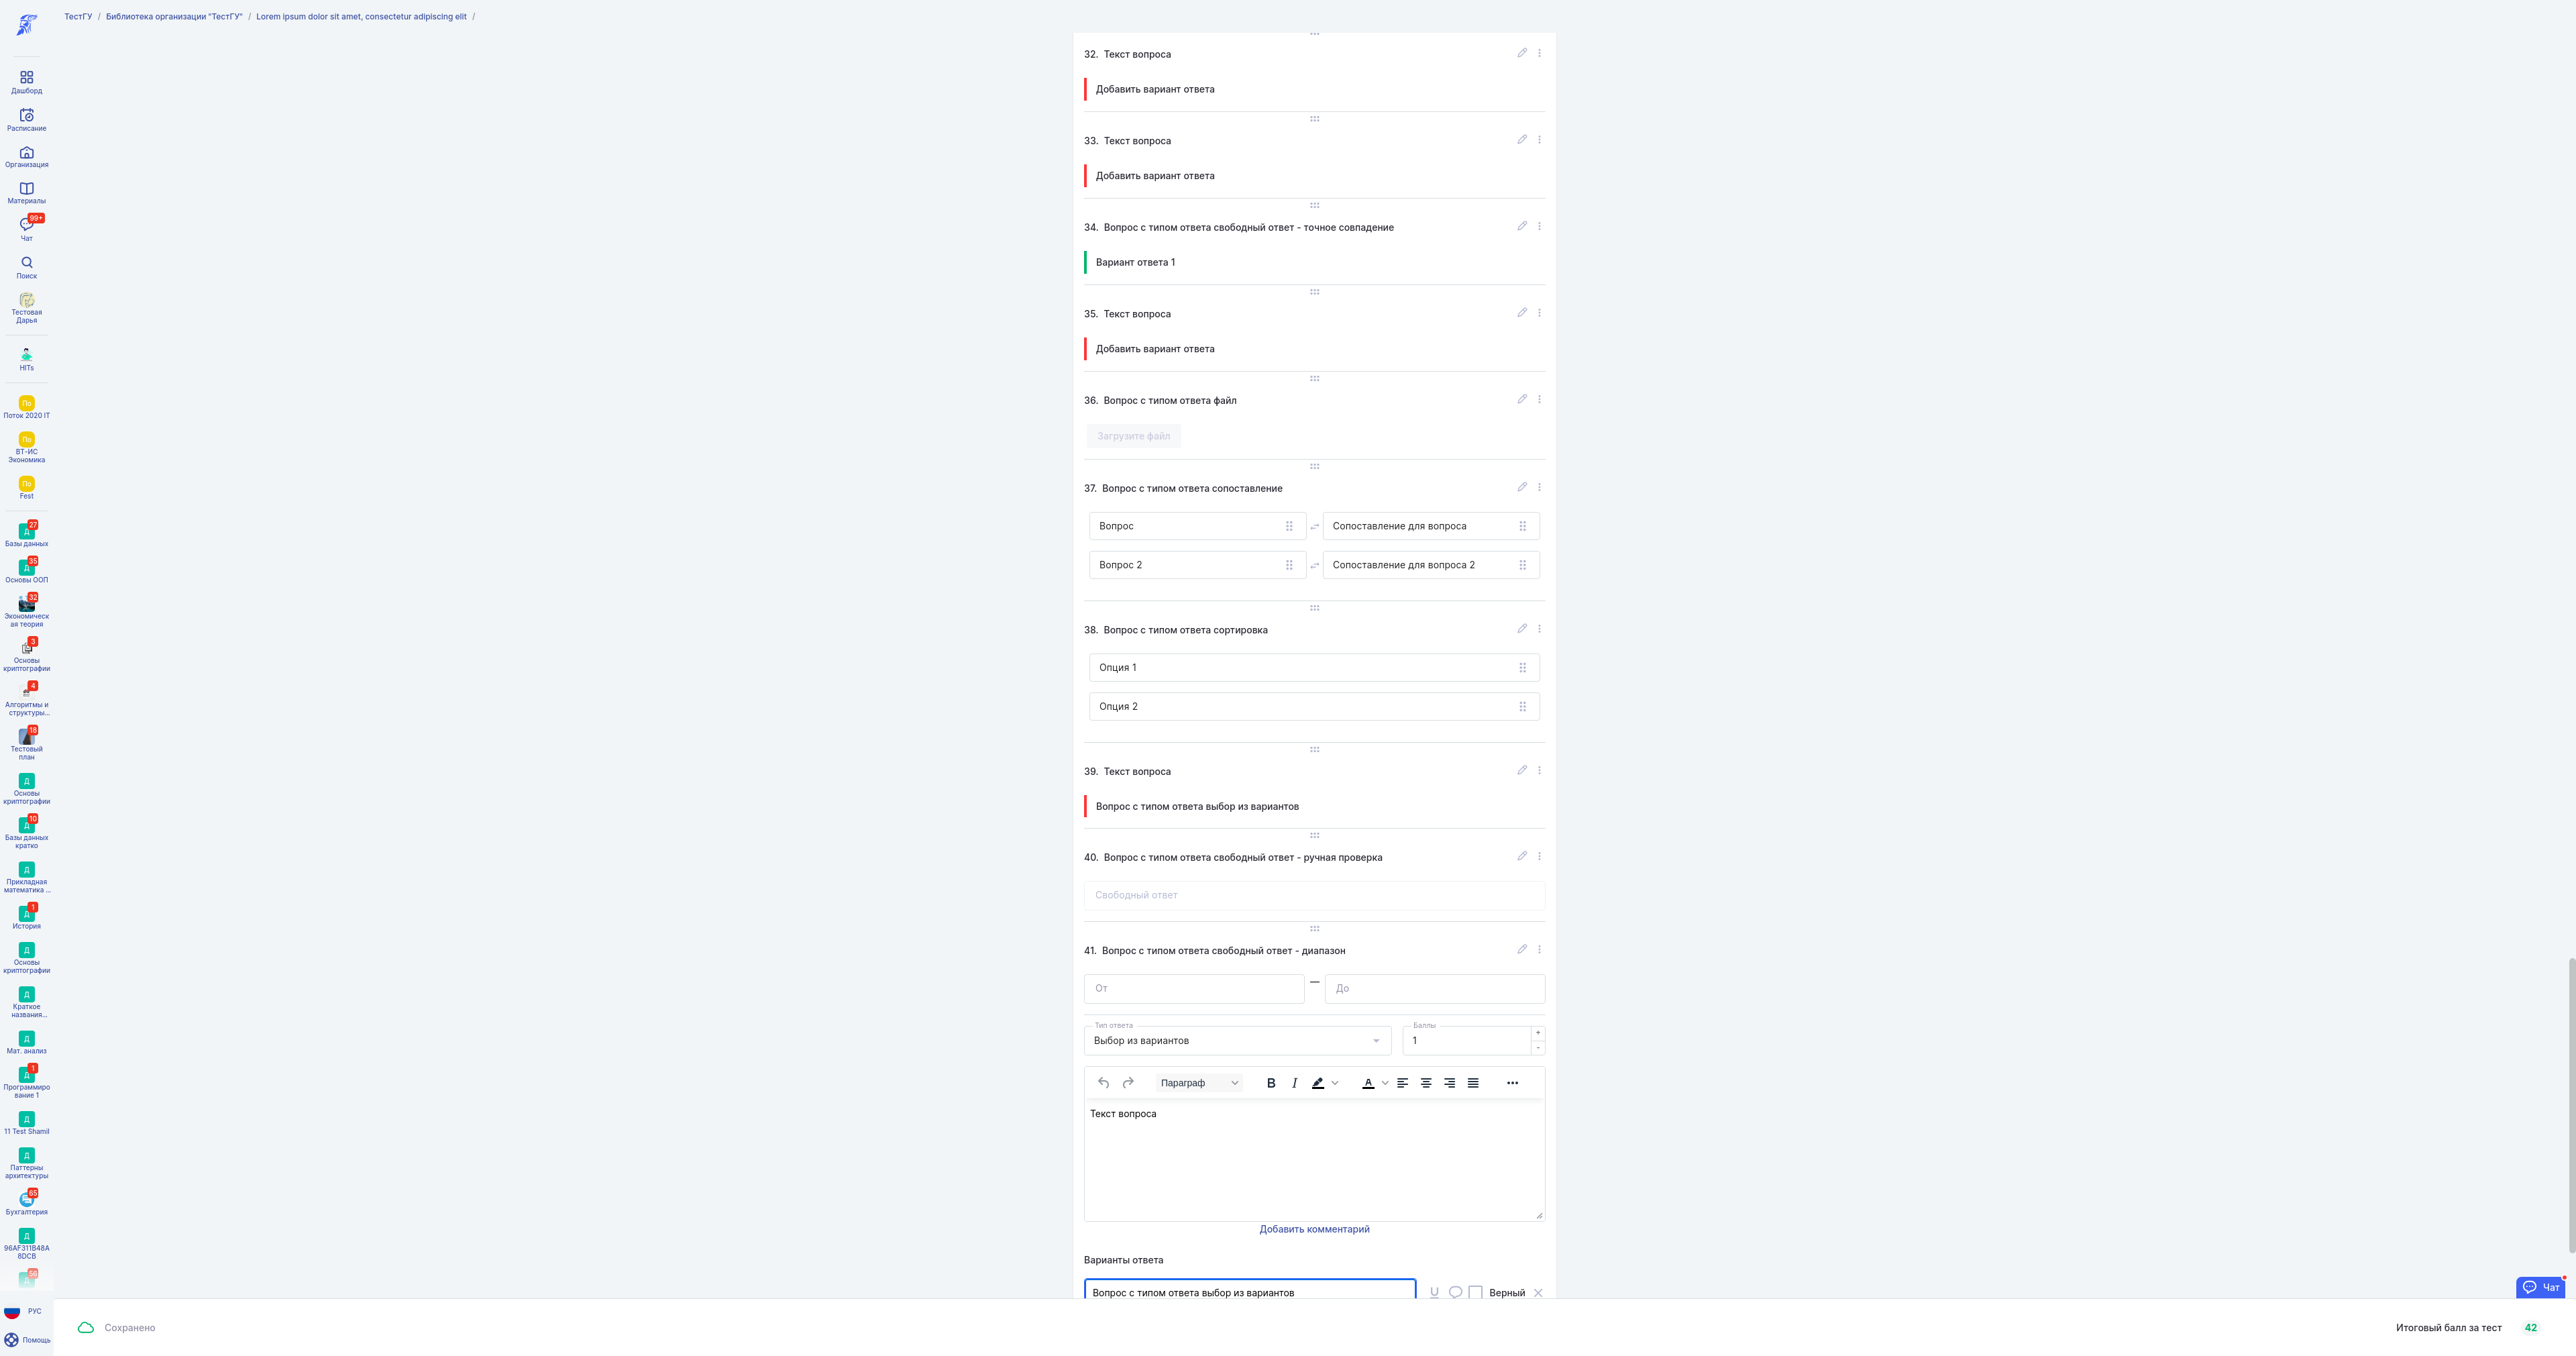 ТестГУ / Библиотека организации "ТестГУ" / Lorem ipsum dolor sit amet, consectetur adipiscing elit /
Дашборд
Расписание
Организация
Материалы
99+
Чат
Поиск
Тестовая
Дарья
HITs
По
Поток 2020 IT
По
ВТ-ИС
Экономика
По
Fest
27
Д
Базы данных
35
Д
Основы ООП
32
Экономическ
ая теория
3
Основы
криптографии
4
Алгоритмы и
структуры...
18
Тестовый
план
Д
Основы
криптографии
10
Д
Базы данных
кратко
Д
Прикладная
математика ...
1
Д
История
Д
Основы
криптографии
Д
Краткое
названия...
Д
Мат. анализ
1
Д
Программиро
вание 1
Д
11 Test Shamil
Д
Паттерны
архитектуры
65
Бухгалтерия
Д
96AF311B48A
8DCB
56
Д
РУС
Помощь
32. Текст вопроса
Добавить вариант ответа
33. Текст вопроса
Добавить вариант ответа
34. Вопрос с типом ответа свободный ответ - точное совпадение
Вариант ответа 1
35. Текст вопроса
Добавить вариант ответа
36. Вопрос с типом ответа файл
Загрузите файл
37. Вопрос с типом ответа сопоставление
Вопрос Сопоставление для вопроса
Вопрос 2 Сопоставление для вопроса 2
38. Вопрос с типом ответа сортировка
Опция 1
Опция 2
39. Текст вопроса
Вопрос с типом ответа выбор из вариантов
40. Вопрос с типом ответа свободный ответ - ручная проверка
Свободный ответ
41. Вопрос с типом ответа свободный ответ - диапазон
От — До
Тип ответа Баллы
Выбор из вариантов 1 + -
Параграф B I A ...
Текст вопроса
Добавить комментарий
Варианты ответа
Вопрос с типом ответа выбор из вариантов Верный
Чат
Сохранено
Итоговый балл за тест 42